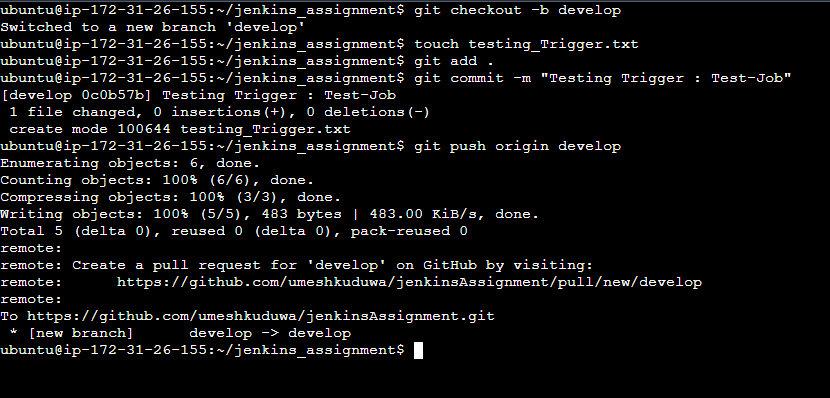 ubuntu@ip-172-31-26-155:~/jenkins_assignment$ git checkout -b develop
Switched to a new branch 'develop'
ubuntu@ip-172-31-26-155:~/jenkins_assignment$ touch testing_Trigger.txt
ubuntu@ip-172-31-26-155:~/jenkins_assignment$ git add .
ubuntu@ip-172-31-26-155:~/jenkins_assignment$ git commit -m "Testing Trigger : Test-Job"
[develop 0c0b57b] Testing Trigger : Test-Job
 1 file changed, 0 insertions(+), 0 deletions(-)
 create mode 100644 testing_Trigger.txt
ubuntu@ip-172-31-26-155:~/jenkins_assignment$ git push origin develop
Enumerating objects: 6, done.
Counting objects: 100% (6/6), done.
Compressing objects: 100% (3/3), done.
Writing objects: 100% (5/5), 483 bytes | 483.00 KiB/s, done.
Total 5 (delta 0), reused 0 (delta 0), pack-reused 0
remote:
remote: Create a pull request for 'develop' on GitHub by visiting:
remote:      https://github.com/umeshkuduwa/jenkinsAssignment/pull/new/develop
remote:
To https://github.com/umeshkuduwa/jenkinsAssignment.git
 * [new branch]      develop -> develop
ubuntu@ip-172-31-26-155:~/jenkins_assignment$